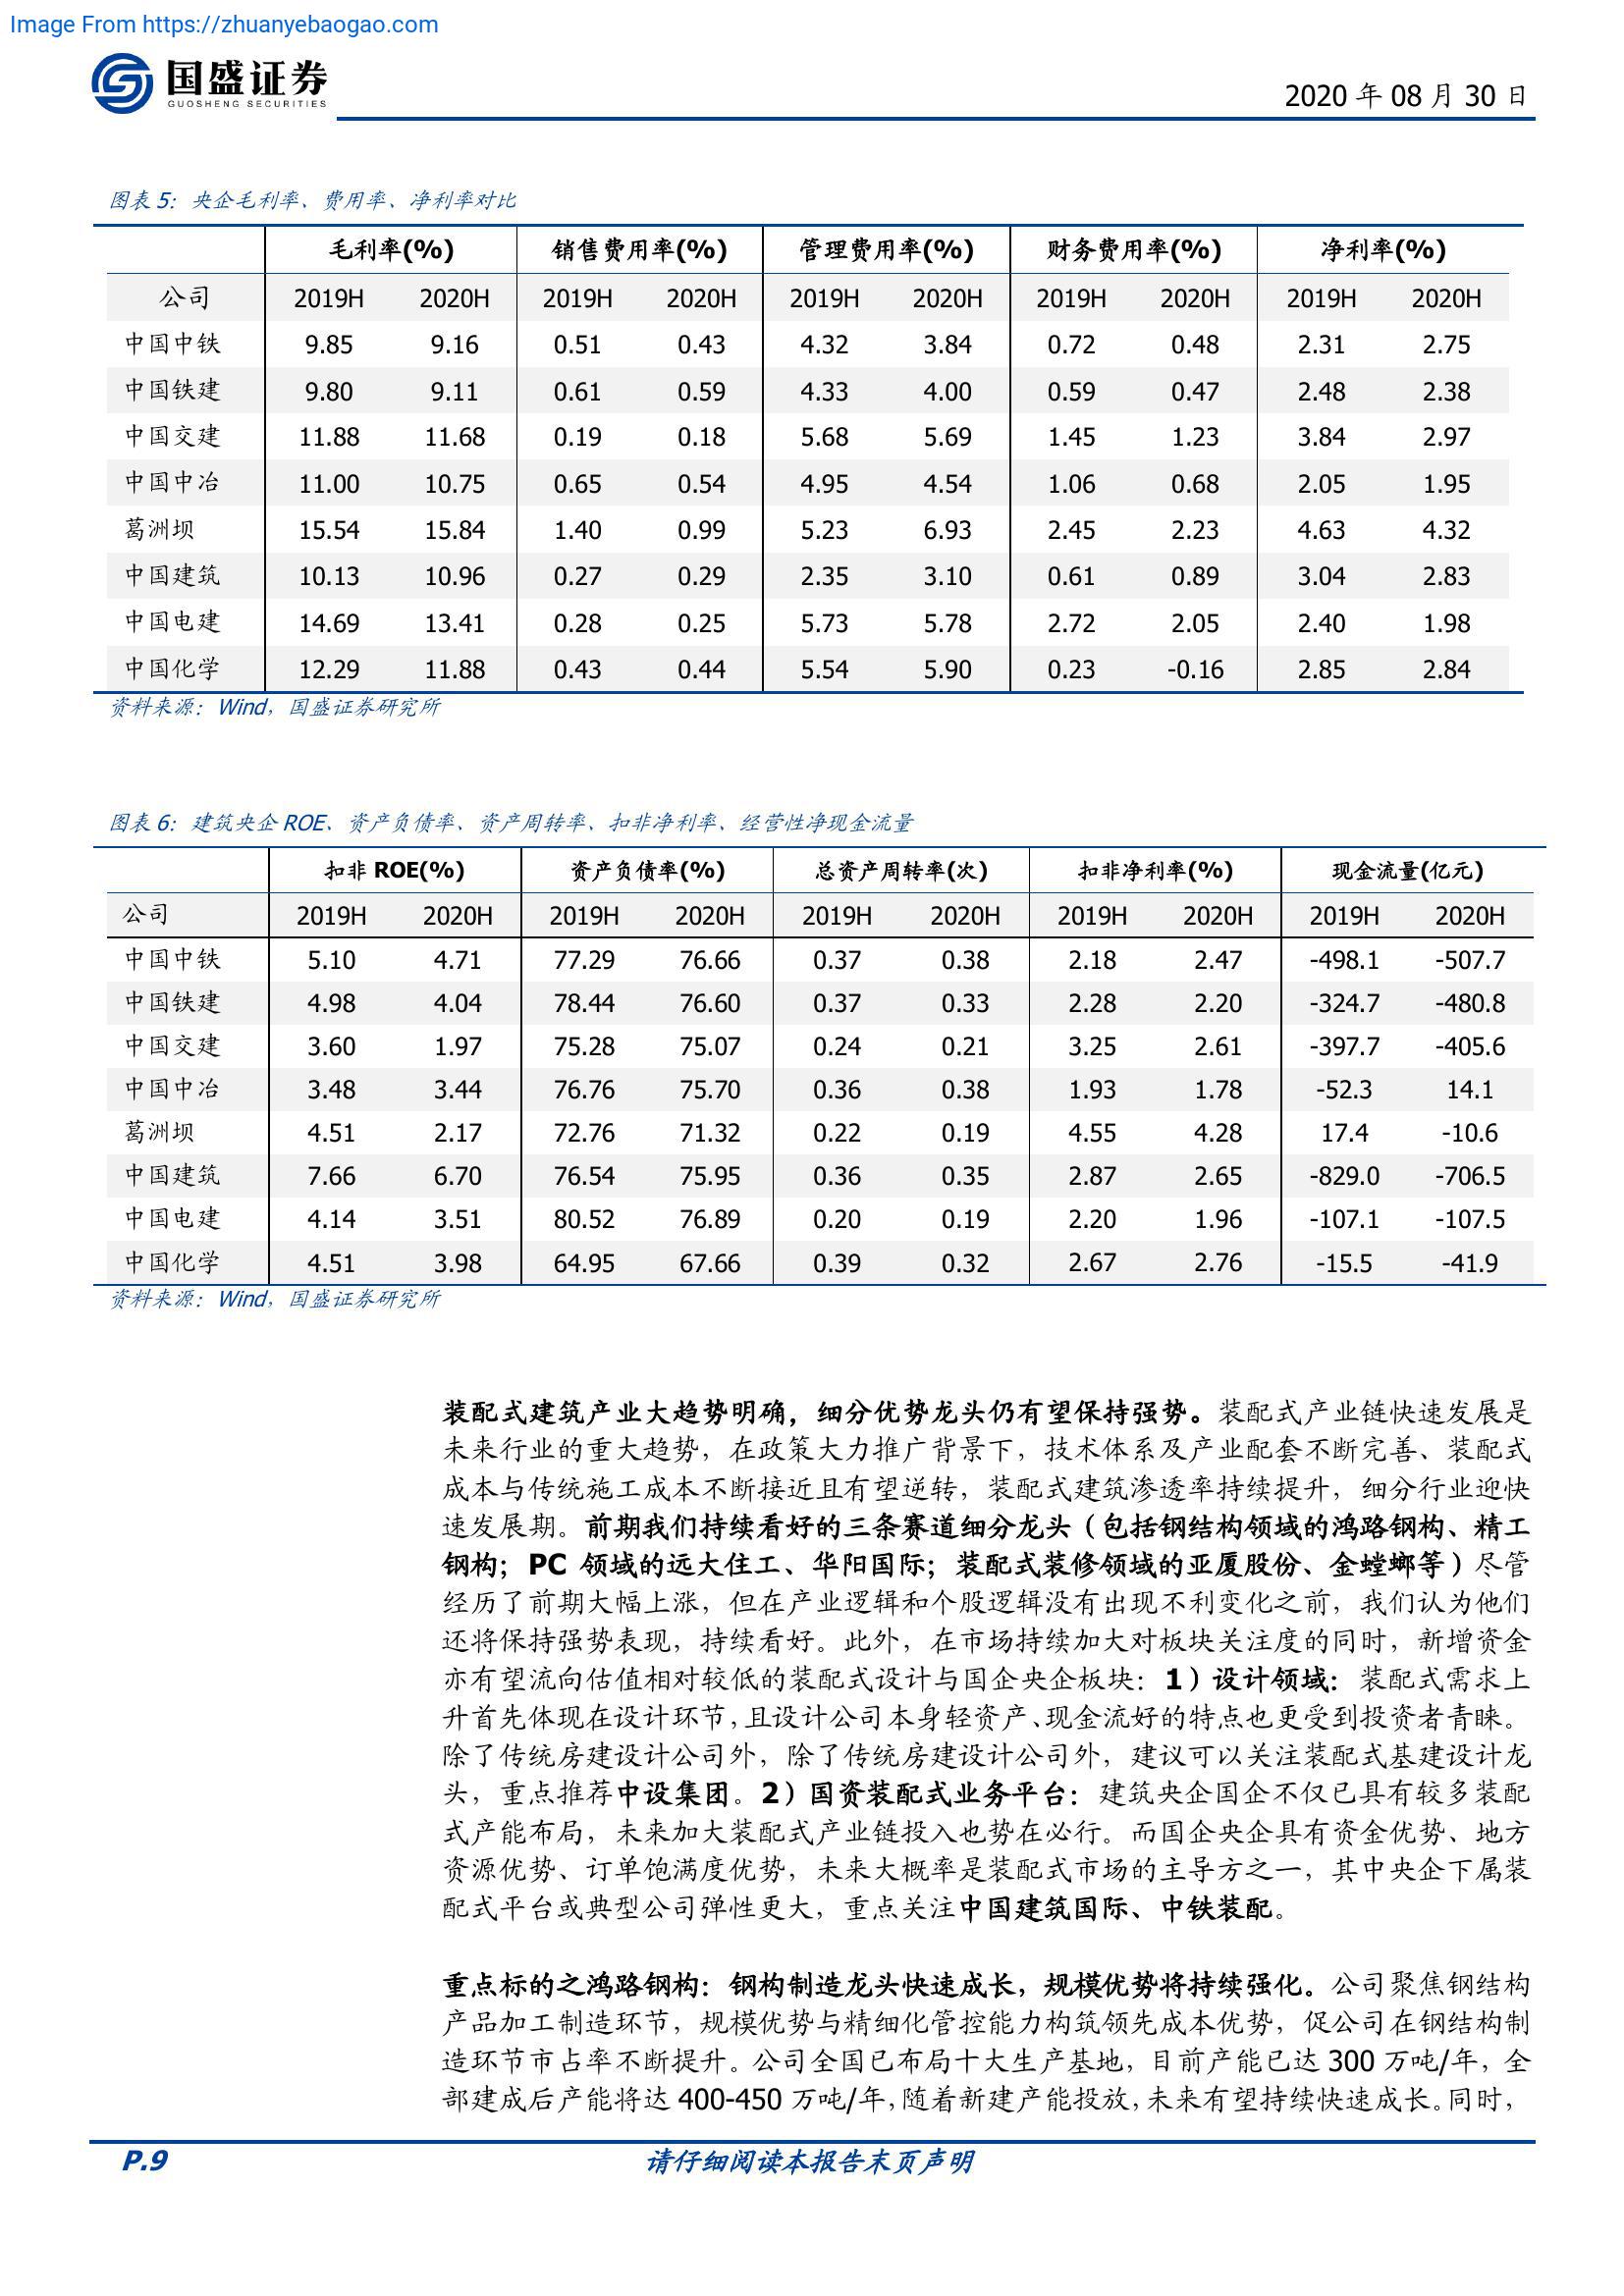 Image From https://zhuanyebaogao.com
国盛证券
GUOSHENG SECURITIES
2020 年 08 月 30 日
图表 5：央企毛利率、费用率、净利率对比
毛利率(%) 销售费用率(%) 管理费用率(%) 财务费用率(%) 净利率(%)
公司 2019H 2020H 2019H 2020H 2019H 2020H 2019H 2020H 2019H 2020H
中国中铁 9.85 9.16 0.51 0.43 4.32 3.84 0.72 0.48 2.31 2.75
中国铁建 9.80 9.11 0.61 0.59 4.33 4.00 0.59 0.47 2.48 2.38
中国交建 11.88 11.68 0.19 0.18 5.68 5.69 1.45 1.23 3.84 2.97
中国中冶 11.00 10.75 0.65 0.54 4.95 4.54 1.06 0.68 2.05 1.95
葛洲坝 15.54 15.84 1.40 0.99 5.23 6.93 2.45 2.23 4.63 4.32
中国建筑 10.13 10.96 0.27 0.29 2.35 3.10 0.61 0.89 3.04 2.83
中国电建 14.69 13.41 0.28 0.25 5.73 5.78 2.72 2.05 2.40 1.98
中国化学 12.29 11.88 0.43 0.44 5.54 5.90 0.23 -0.16 2.85 2.84
资料来源：Wind，国盛证券研究所
图表 6：建筑央企 ROE、资产负债率、资产周转率、扣非净利率、经营性净现金流量
扣非 ROE(%) 资产负债率(%) 总资产周转率(次) 扣非净利率(%) 现金流量(亿元)
公司 2019H 2020H 2019H 2020H 2019H 2020H 2019H 2020H 2019H 2020H
中国中铁 5.10 4.71 77.29 76.66 0.37 0.38 2.18 2.47 -498.1 -507.7
中国铁建 4.98 4.04 78.44 76.60 0.37 0.33 2.28 2.20 -324.7 -480.8
中国交建 3.60 1.97 75.28 75.07 0.24 0.21 3.25 2.61 -397.7 -405.6
中国中冶 3.48 3.44 76.76 75.70 0.36 0.38 1.93 1.78 -52.3 14.1
葛洲坝 4.51 2.17 72.76 71.32 0.22 0.19 4.55 4.28 17.4 -10.6
中国建筑 7.66 6.70 76.54 75.95 0.36 0.35 2.87 2.65 -829.0 -706.5
中国电建 4.14 3.51 80.52 76.89 0.20 0.19 2.20 1.96 -107.1 -107.5
中国化学 4.51 3.98 64.95 67.66 0.39 0.32 2.67 2.76 -15.5 -41.9
资料来源：Wind，国盛证券研究所
装配式建筑产业大趋势明确，细分优势龙头仍有望保持强势。装配式产业链快速发展是
未来行业的重大趋势，在政策大力推广背景下，技术体系及产业配套不断完善、装配式
成本与传统施工成本不断接近且有望逆转，装配式建筑渗透率持续提升，细分行业迎快
速发展期。前期我们持续看好的三条赛道细分龙头（包括钢结构领域的鸿路钢构、精工
钢构；PC 领域的远大住工、华阳国际；装配式装修领域的亚厦股份、金螳螂等）尽管
经历了前期大幅上涨，但在产业逻辑和个股逻辑没有出现不利变化之前，我们认为他们
还将保持强势表现，持续看好。此外，在市场持续加大对板块关注度的同时，新增资金
亦有望流向估值相对较低的装配式设计与国企央企板块：1）设计领域：装配式需求上
升首先体现在设计环节，且设计公司本身轻资产、现金流好的特点也更受到投资者青睐。
除了传统房建设计公司外，除了传统房建设计公司外，建议可以关注装配式基建设计龙
头，重点推荐中设集团。2）国资装配式业务平台：建筑央企国企不仅已具有较多装配
式产能布局，未来加大装配式产业链投入也势在必行。而国企央企具有资金优势、地方
资源优势、订单饱满度优势，未来大概率是装配式市场的主导方之一，其中央企下属装
配式平台或典型公司弹性更大，重点关注中国建筑国际、中铁装配。
重点标的之鸿路钢构：钢构制造龙头快速成长，规模优势将持续强化。公司聚焦钢结构
产品加工制造环节，规模优势与精细化管控能力构筑领先成本优势，促公司在钢结构制
造环节市占率不断提升。公司全国已布局十大生产基地，目前产能已达 300 万吨/年，全
部建成后产能将达 400-450 万吨/年，随着新建产能投放，未来有望持续快速成长。同时，
P.9 请仔细阅读本报告末页声明